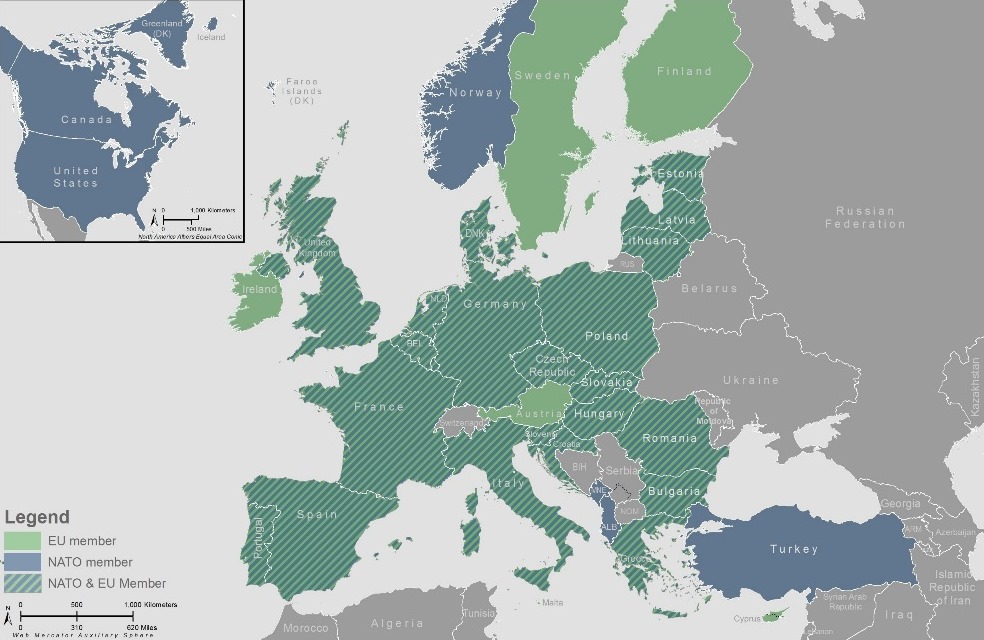 Greenland
(DK)
Iceland
Canada
United
States
N
0 1,000 Kilometers
0 500 Miles
North America Albers Equal Area Conic
Faroe
Islands
(DK)
Norway
Sweden
Finland
Estonia
Latvia
Lithuania
RUS
Russian
Federation
Belarus
DNK
United
Kingdom
Ireland
NLD
Germany
BEL
Poland
Czech
Republic
Slovakia
Ukraine
Kazakhstan
France
Switzerland
Austria
Hungary
Republic
of
Moldova
Slovenia
Croatia
Romania
BIH
Serbia
Italy
MNE
Bulgaria
MOM
ALB
Greece
Portugal
Spain
Turkey
Georgia
ARM
Azerbaijan
Islamic
Republic
of Iran
Syrian Arab
Republic
Iraq
Lebanon
Cyprus
Malta
Morocco
Algeria
Tunisia
Legend
EU member
NATO member
NATO & EU Member
N
0 500 1,000 Kilometers
0 310 620 Miles
Web Mercator Auxiliary Sphere